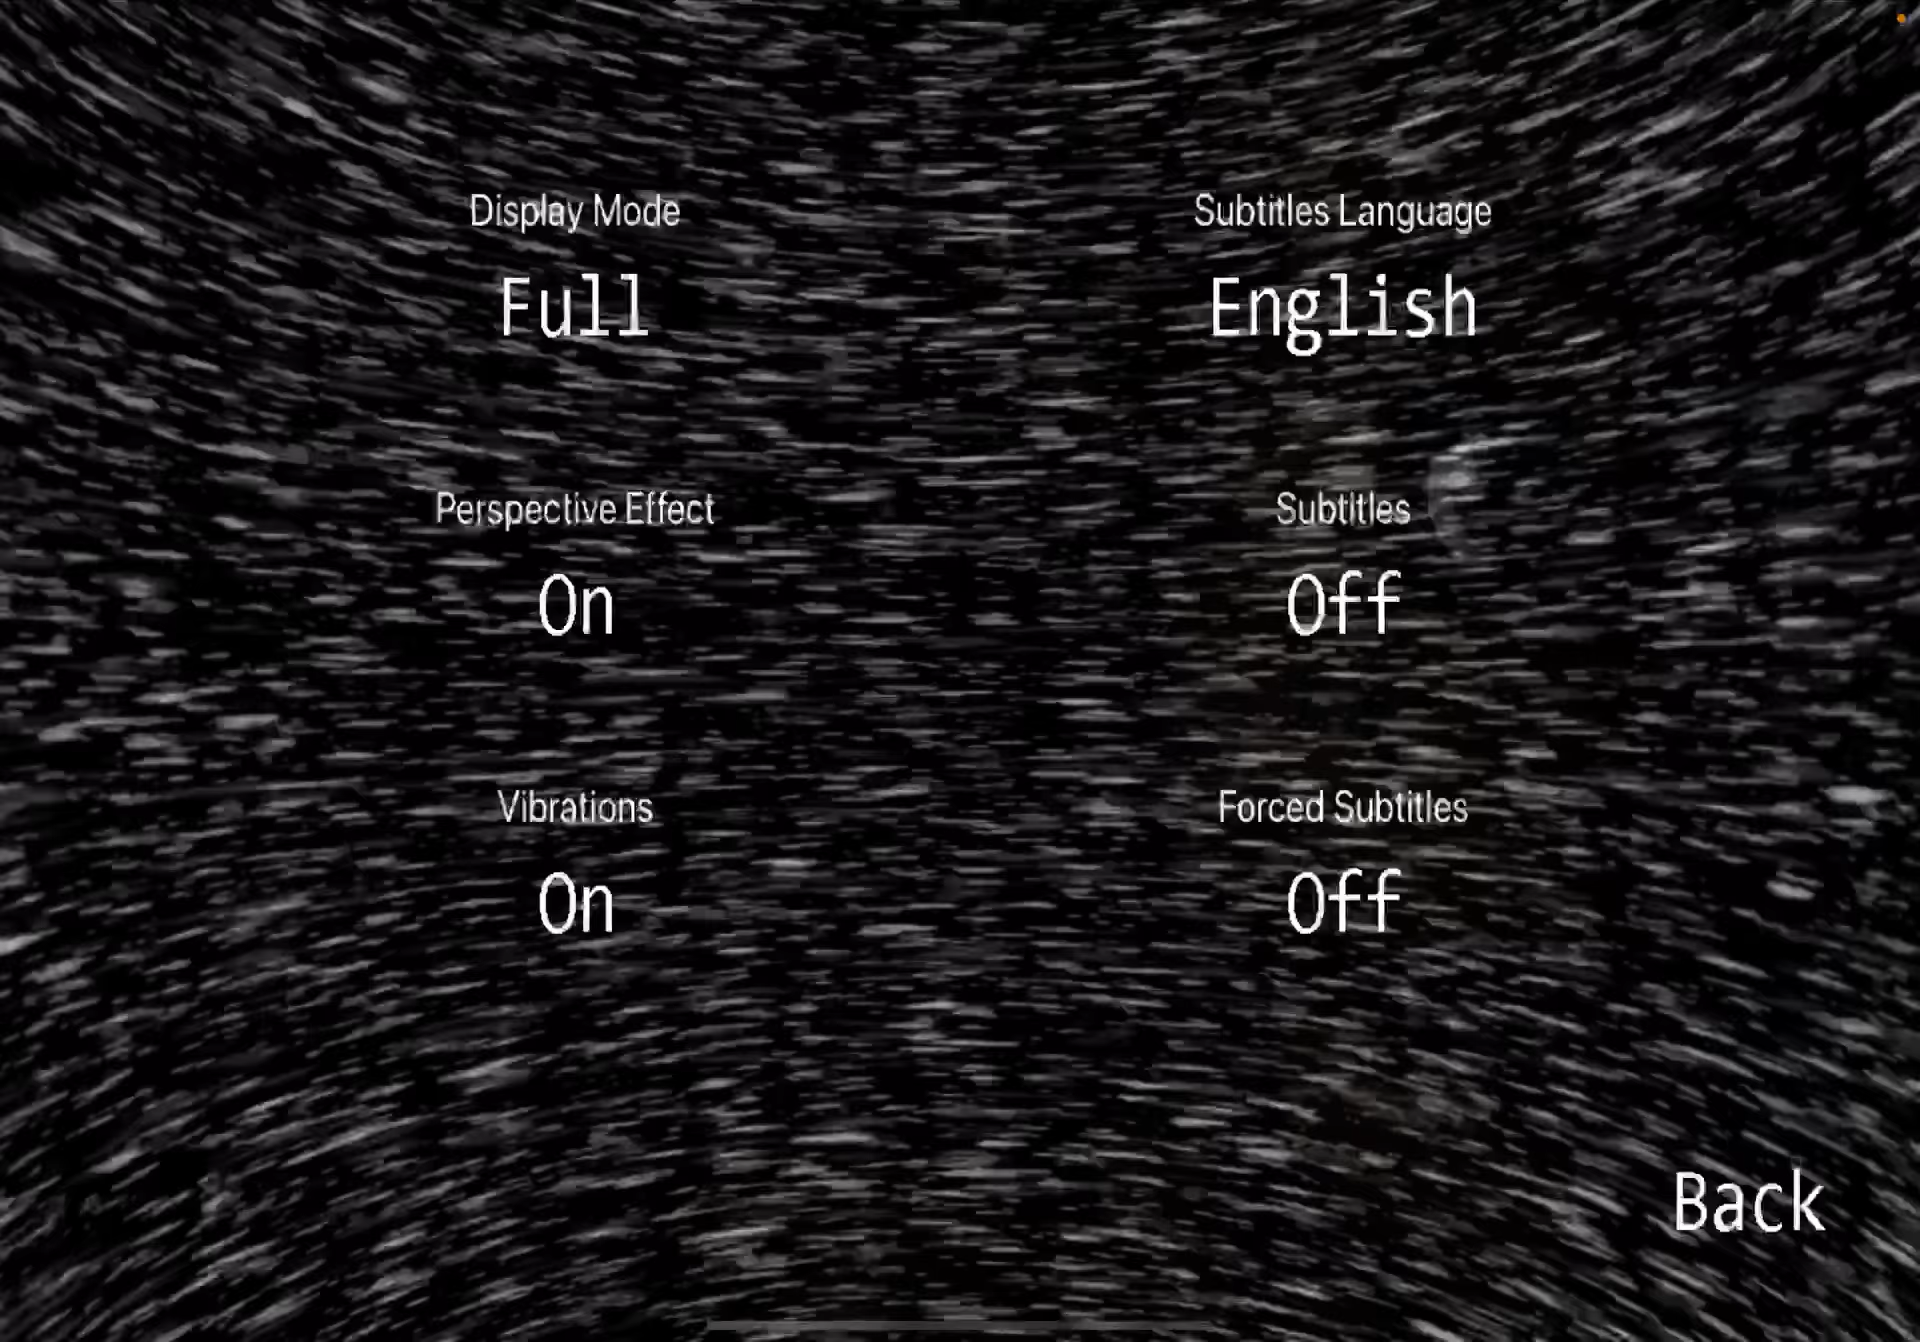 Display Mode
Full
Perspective Effect
On
Vibrations
On
Subtitles Language
English
Subtitles
Off
Forced Subtitles
Off
Back